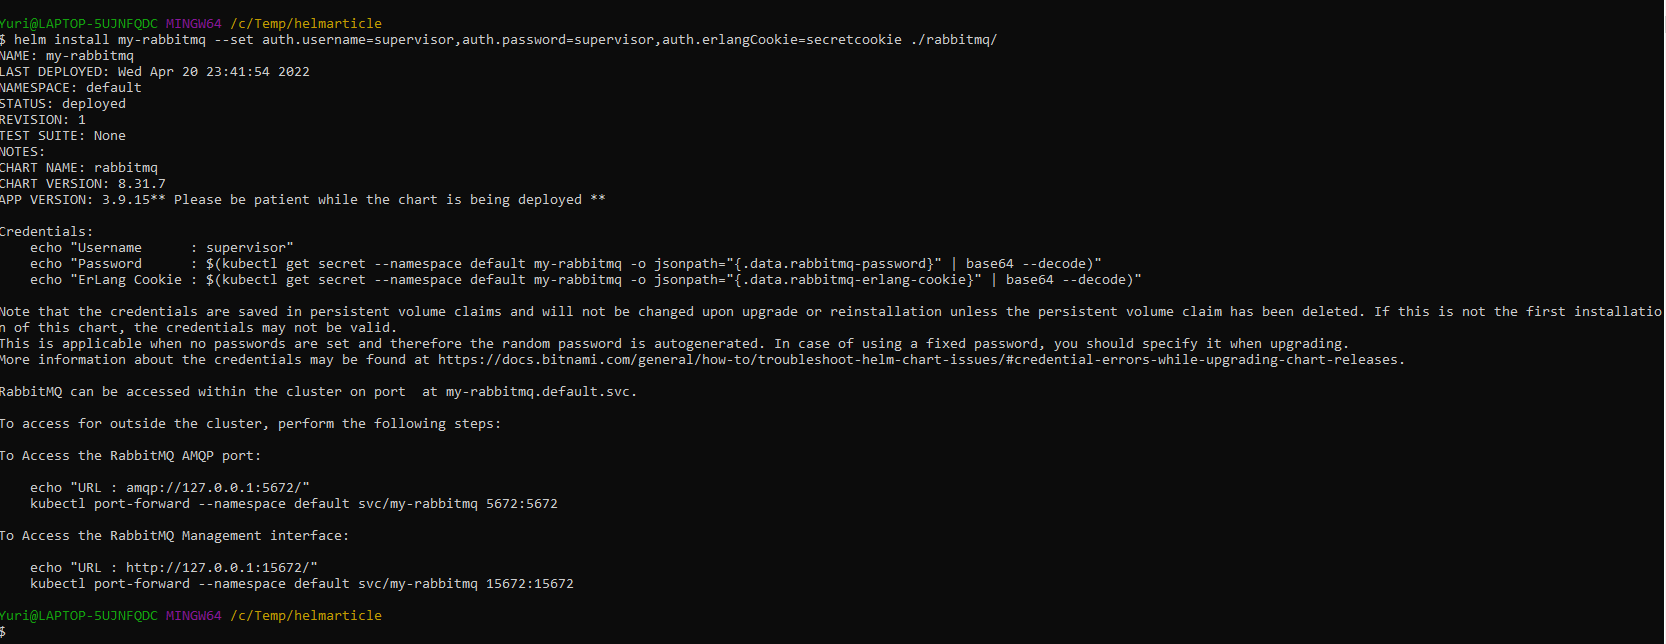 Yuri@LAPTOP-5UJNFQDC MINGW64 /c/Temp/helmarticle
$ helm install my-rabbitmq --set auth.username=supervisor,auth.password=supervisor,auth.erlangCookie=secretcookie ./rabbitmq/
NAME: my-rabbitmq
LAST DEPLOYED: Wed Apr 20 23:41:54 2022
NAMESPACE: default
STATUS: deployed
REVISION: 1
TEST SUITE: None
NOTES:
CHART NAME: rabbitmq
CHART VERSION: 8.31.7
APP VERSION: 3.9.15** Please be patient while the chart is being deployed **
Credentials:
    echo "Username      : supervisor"
    echo "Password      : $(kubectl get secret --namespace default my-rabbitmq -o jsonpath="{.data.rabbitmq-password}" | base64 --decode)"
    echo "ErLang Cookie : $(kubectl get secret --namespace default my-rabbitmq -o jsonpath="{.data.rabbitmq-erlang-cookie}" | base64 --decode)"
Note that the credentials are saved in persistent volume claims and will not be changed upon upgrade or reinstallation unless the persistent volume claim has been deleted. If this is not the first installatio
n of this chart, the credentials may not be valid.
This is applicable when no passwords are set and therefore the random password is autogenerated. In case of using a fixed password, you should specify it when upgrading.
More information about the credentials may be found at https://docs.bitnami.com/general/how-to/troubleshoot-helm-chart-issues/#credential-errors-while-upgrading-chart-releases.
RabbitMQ can be accessed within the cluster on port  at my-rabbitmq.default.svc.
To access for outside the cluster, perform the following steps:
To Access the RabbitMQ AMQP port:
    echo "URL : amqp://127.0.0.1:5672/"
    kubectl port-forward --namespace default svc/my-rabbitmq 5672:5672
To Access the RabbitMQ Management interface:
    echo "URL : http://127.0.0.1:15672/"
    kubectl port-forward --namespace default svc/my-rabbitmq 15672:15672
Yuri@LAPTOP-5UJNFQDC MINGW64 /c/Temp/helmarticle
$